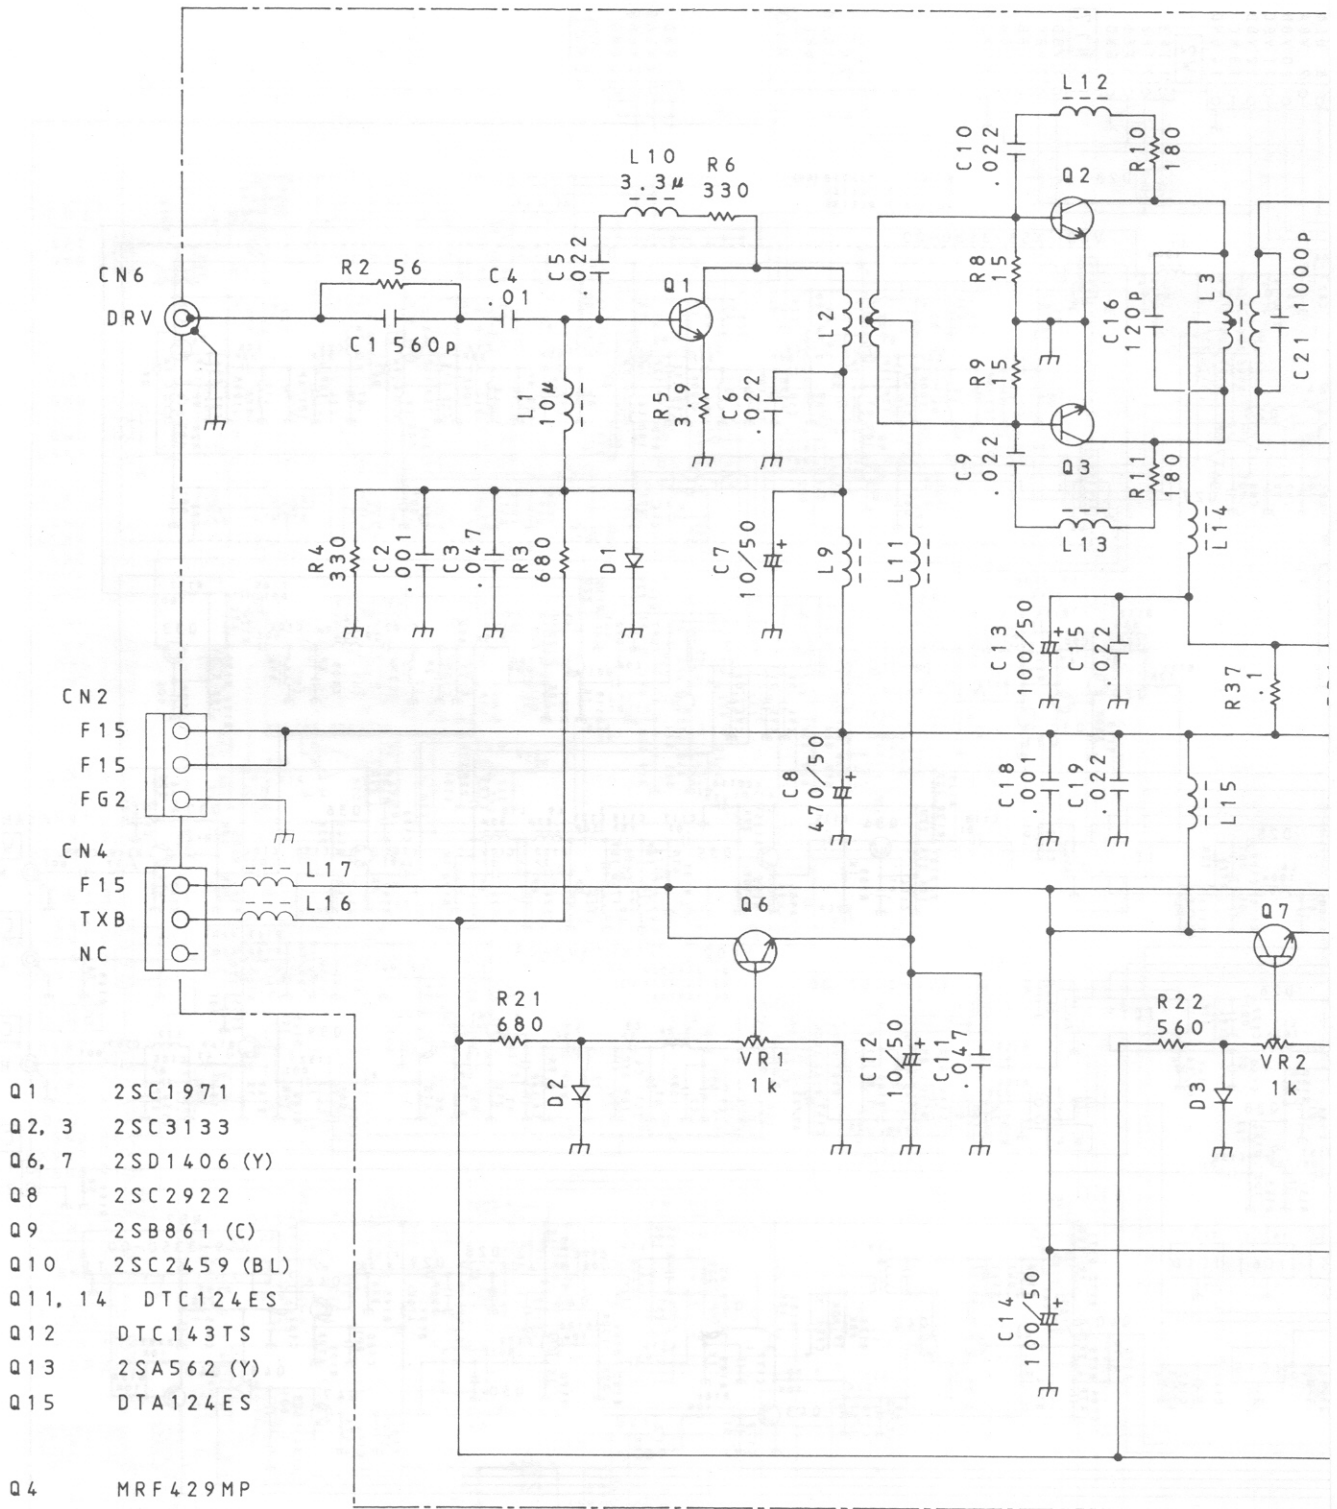 L12
C10
.022
R10
180
Q2
L10
3.3μ
R6
330
C5
.022
CN6
DRV
R2 56
C4
.01
C1 560p
Q1
L2
R8
15
R9
15
C16
120p
L3
C21
1000p
L1
10μ
R5
3.9
C6
.022
C9
.022
Q3
R11
180
L13
L14
R4
330
C2
.001
C3
.047
R3
680
D1
C7
10/50
L9
L11
C13
100/50
C15
.022
R37
.1
CN2
F15
F15
FG2
C8
470/50
C18
.001
C19
.022
L15
CN4
F15
TXB
NC
L17
L16
Q6
Q7
R21
680
D2
VR1
1k
C12
10/50
C11
.047
R22
560
D3
VR2
1k
C14
100/50
Q1 2SC1971
Q2, 3 2SC3133
Q6, 7 2SD1406 (Y)
Q8 2SC2922
Q9 2SB861 (C)
Q10 2SC2459 (BL)
Q11, 14 DTC124ES
Q12 DTC143TS
Q13 2SA562 (Y)
Q15 DTA124ES
Q4 MRF429MP